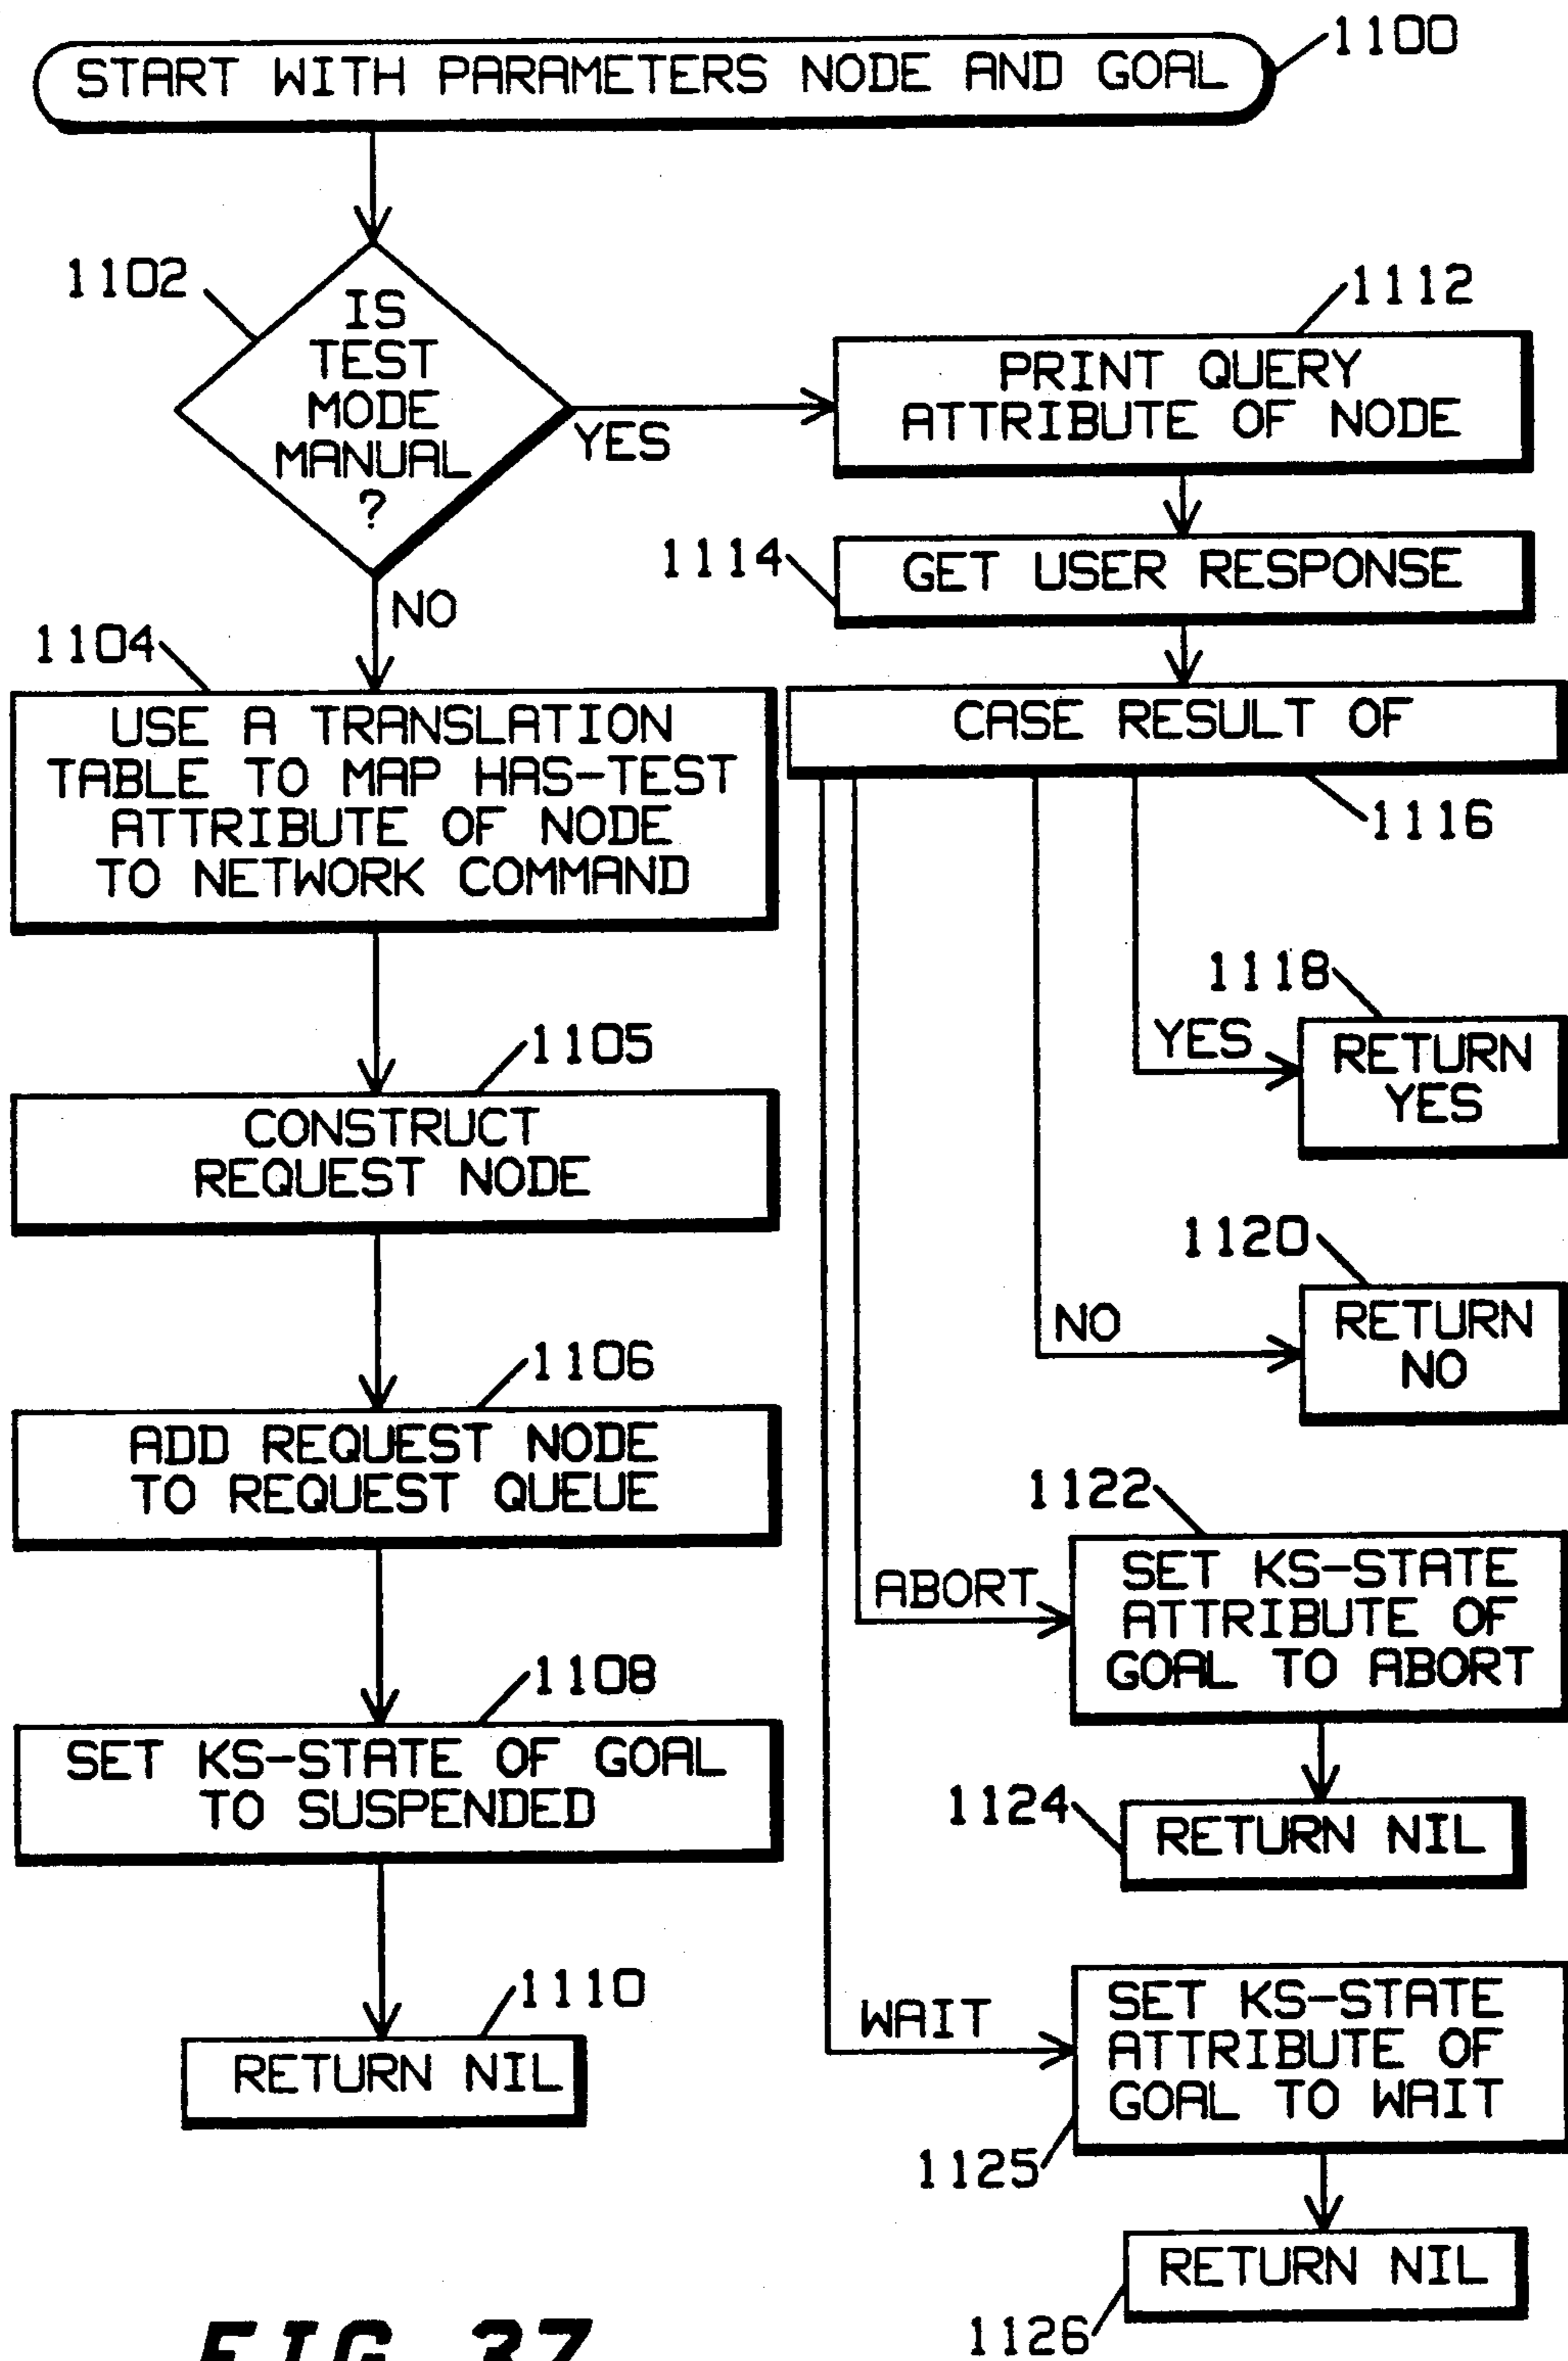 1100
START WITH PARAMETERS NODE AND GOAL
1102
IS
TEST
MODE
MANUAL
?
YES
NO
1112
PRINT QUERY
ATTRIBUTE OF NODE
1114
GET USER RESPONSE
CASE RESULT OF
1116
1104
USE A TRANSLATION
TABLE TO MAP HAS-TEST
ATTRIBUTE OF NODE
TO NETWORK COMMAND
1105
CONSTRUCT
REQUEST NODE
1106
ADD REQUEST NODE
TO REQUEST QUEUE
1108
SET KS-STATE OF GOAL
TO SUSPENDED
1110
RETURN NIL
1118
YES
RETURN
YES
1120
NO
RETURN
NO
1122
ABORT
SET KS-STATE
ATTRIBUTE OF
GOAL TO ABORT
1124
RETURN NIL
WAIT
SET KS-STATE
ATTRIBUTE OF
GOAL TO WAIT
1125
RETURN NIL
1126
FIG 37